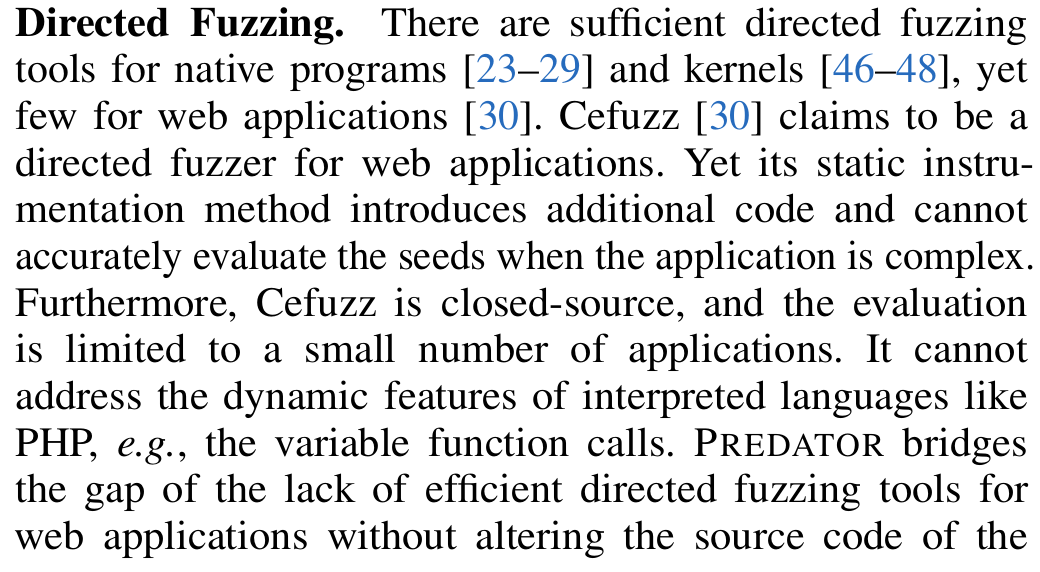 Directed Fuzzing. There are sufficient directed fuzzing
tools for native programs [23–29] and kernels [46–48], yet
few for web applications [30]. Cefuzz [30] claims to be a
directed fuzzer for web applications. Yet its static instru-
mentation method introduces additional code and cannot
accurately evaluate the seeds when the application is complex.
Furthermore, Cefuzz is closed-source, and the evaluation
is limited to a small number of applications. It cannot
address the dynamic features of interpreted languages like
PHP, e.g., the variable function calls. PREDATOR bridges
the gap of the lack of efficient directed fuzzing tools for
web applications without altering the source code of the